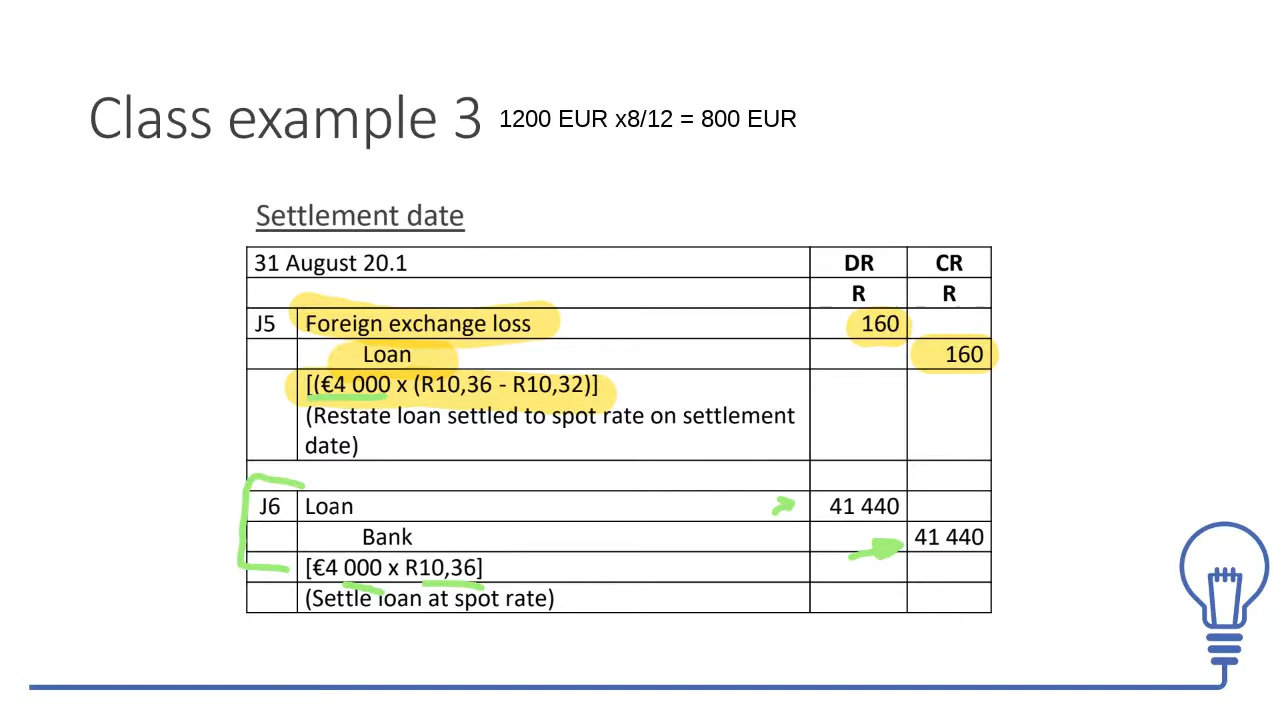 Class example 3 1200 EUR x8/12 = 800 EUR
Settlement date
31 August 20.1 DR CR
R R
J5 Foreign exchange loss 160
Loan 160
[(€4 000 x (R10,36 - R10,32)]
(Restate loan settled to spot rate on settlement
date)
J6 Loan 41 440
Bank 41 440
[€4 000 x R10,36]
(Settle loan at spot rate)